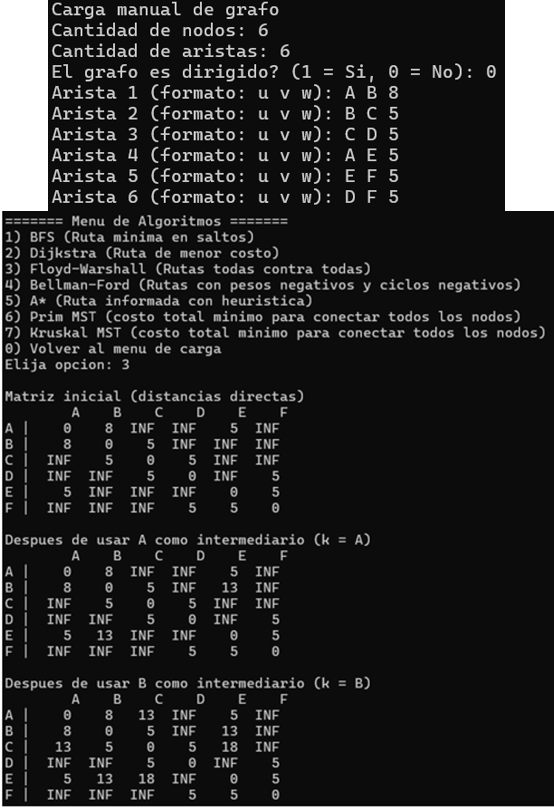 Carga manual de grafo
Cantidad de nodos: 6
Cantidad de aristas: 6
El grafo es dirigido? (1 = Si, 0 = No): 0
Arista 1 (formato: u v w): A B 8
Arista 2 (formato: u v w): B C 5
Arista 3 (formato: u v w): C D 5
Arista 4 (formato: u v w): A E 5
Arista 5 (formato: u v w): E F 5
Arista 6 (formato: u v w): D F 5
======= Menu de Algoritmos =======
1) BFS (Ruta minima en saltos)
2) Dijkstra (Ruta de menor costo)
3) Floyd-Warshall (Rutas todas contra todas)
4) Bellman-Ford (Rutas con pesos negativos y ciclos negativos)
5) A* (Ruta informada con heuristica)
6) Prim MST (costo total minimo para conectar todos los nodos)
7) Kruskal MST (costo total minimo para conectar todos los nodos)
0) Volver al menu de carga
Elija opcion: 3
Matriz inicial (distancias directas)
A B C D E F
A | 0 8 INF INF 5 INF
B | 8 0 5 INF INF INF
C | INF 5 0 5 INF INF
D | INF INF 5 0 INF 5
E | 5 INF INF INF 0 5
F | INF INF INF 5 5 0
Despues de usar A como intermediario (k = A)
A B C D E F
A | 0 8 INF INF 5 INF
B | 8 0 5 INF 13 INF
C | INF 5 0 5 INF INF
D | INF INF 5 0 INF 5
E | 5 13 INF INF 0 5
F | INF INF INF 5 5 0
Despues de usar B como intermediario (k = B)
A B C D E F
A | 0 8 13 INF 5 INF
B | 8 0 5 INF 13 INF
C | 13 5 0 5 18 INF
D | INF INF 5 0 INF 5
E | 5 13 18 INF 0 5
F | INF INF INF 5 5 0